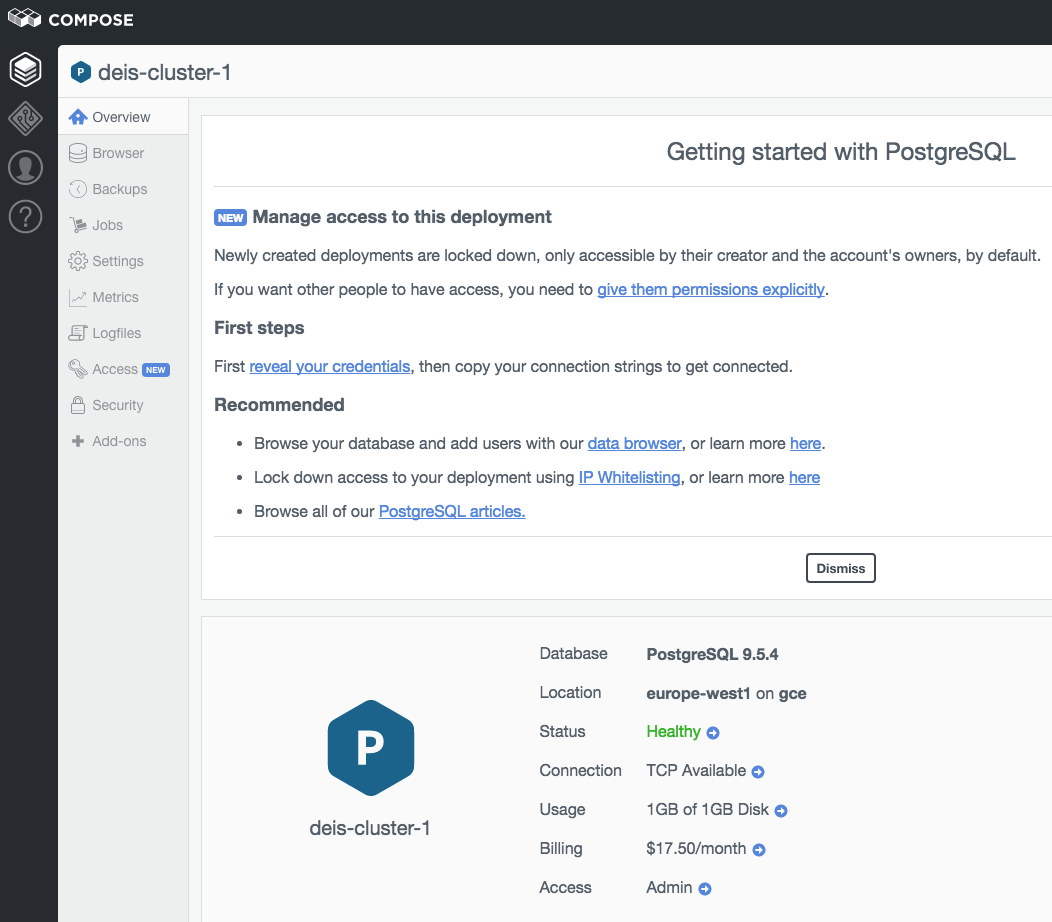 COMPOSE
P deis-cluster-1
Overview
Browser
Backups
Jobs
Settings
Metrics
Logfiles
Access NEW
Security
Add-ons
Getting started with PostgreSQL
NEW Manage access to this deployment
Newly created deployments are locked down, only accessible by their creator and the account's owners, by default.
If you want other people to have access, you need to give them permissions explicitly.
First steps
First reveal your credentials, then copy your connection strings to get connected.
Recommended
• Browse your database and add users with our data browser, or learn more here.
• Lock down access to your deployment using IP Whitelisting, or learn more here
• Browse all of our PostgreSQL articles.
Dismiss
P
deis-cluster-1
Database PostgreSQL 9.5.4
Location europe-west1 on gce
Status Healthy
Connection TCP Available
Usage 1GB of 1GB Disk
Billing $17.50/month
Access Admin